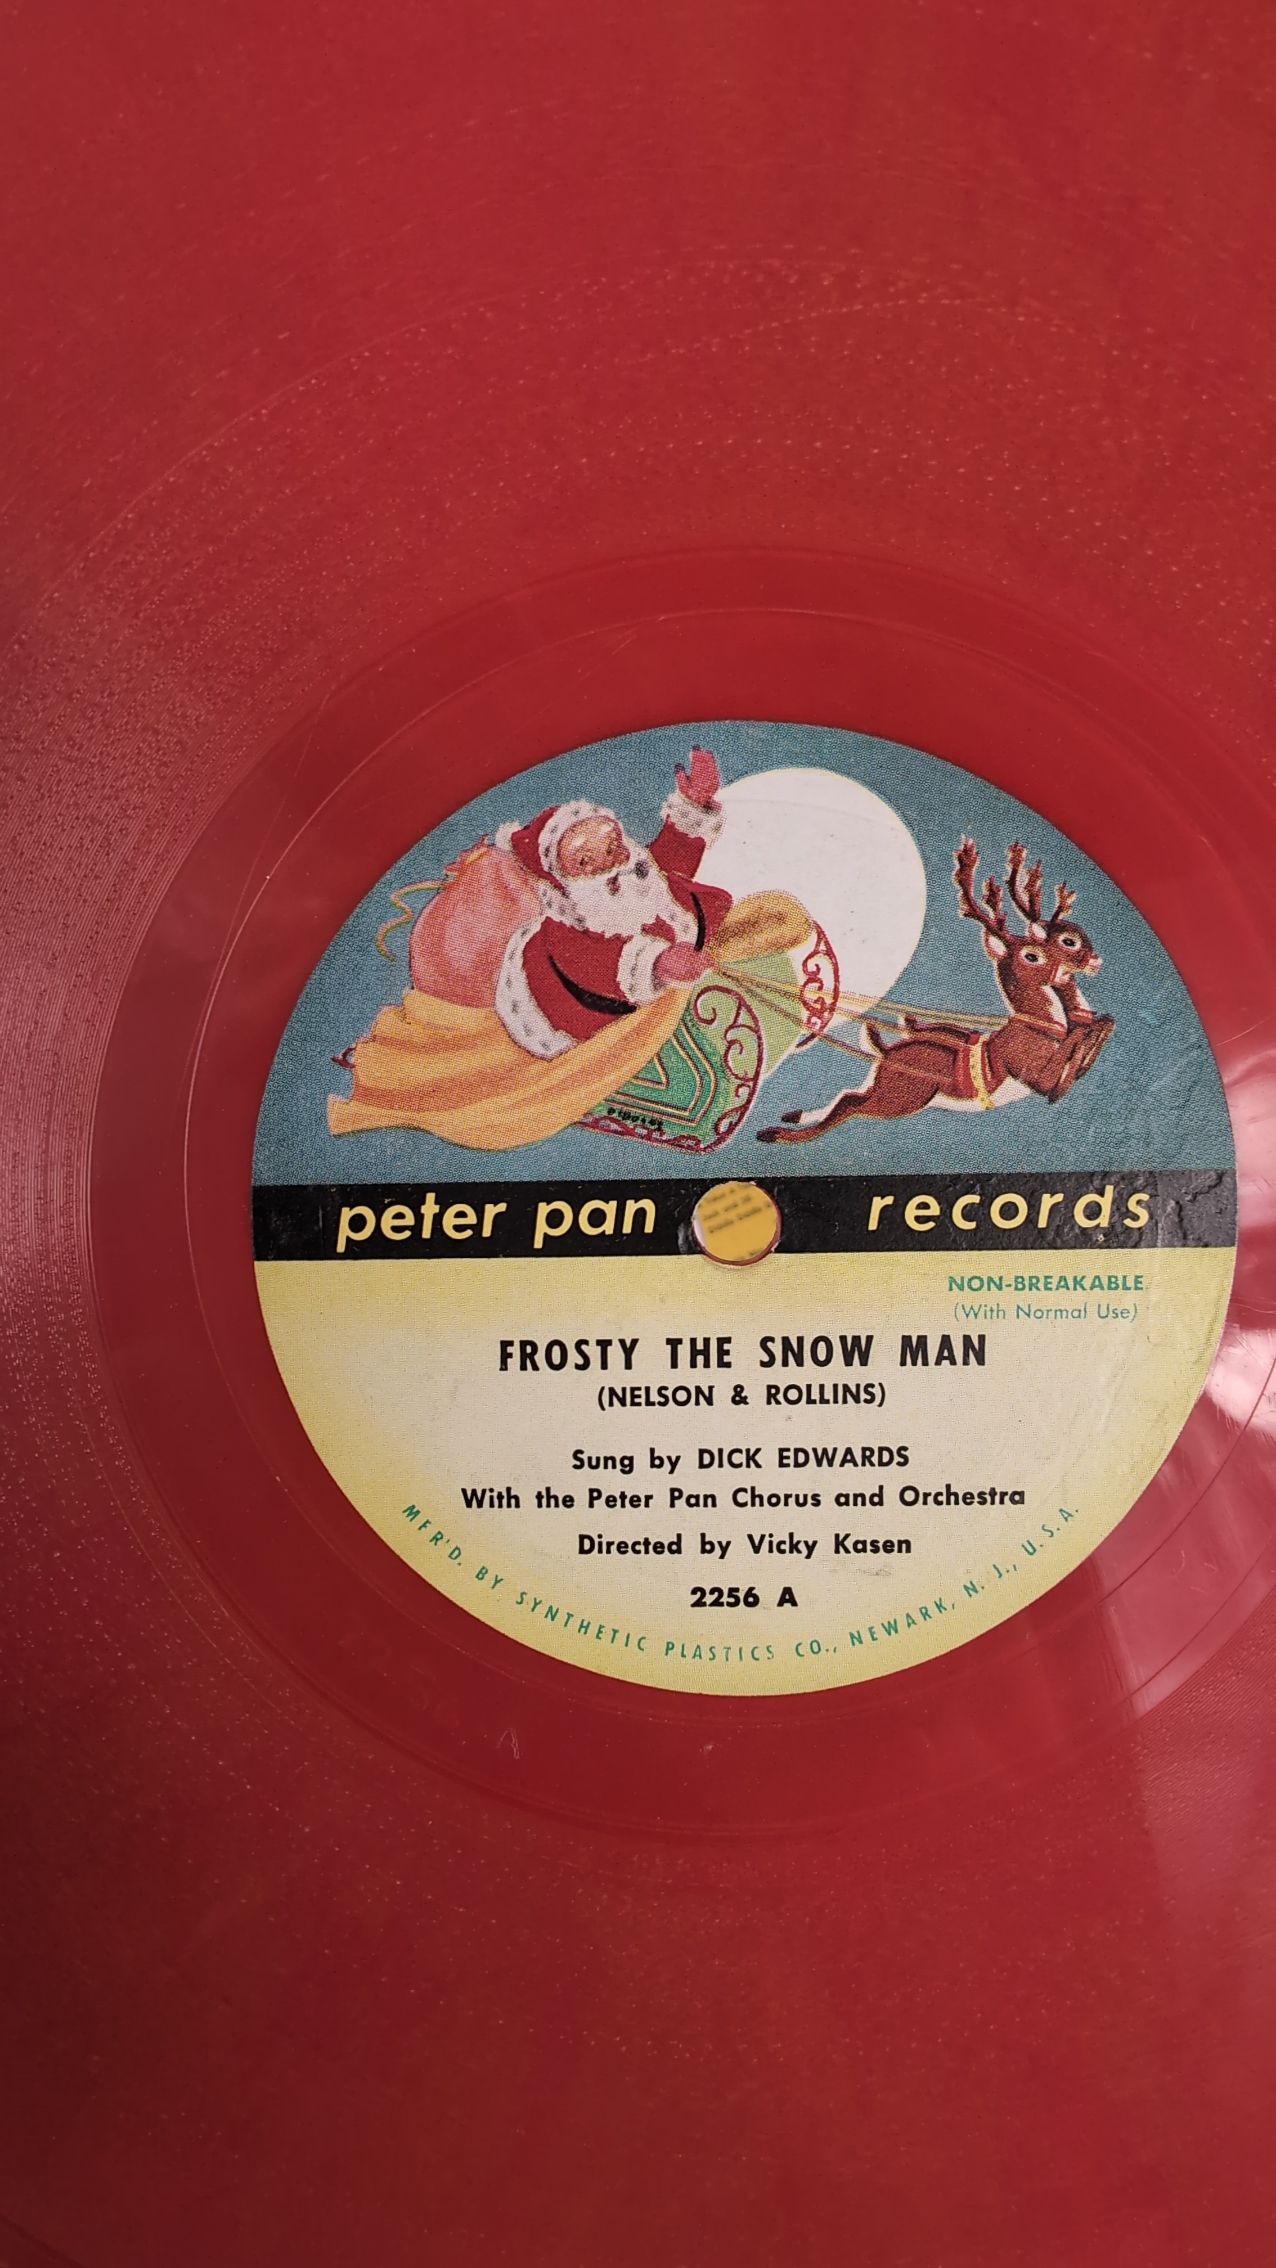 peter pan records
NON-BREAKABLE
(With Normal Use)
FROSTY THE SNOW MAN
(NELSON & ROLLINS)
Sung by DICK EDWARDS
With the Peter Pan Chorus and Orchestra
Directed by Vicky Kasen
2256 A
MFR'D. BY SYNTHETIC PLASTICS CO., NEWARK, N. J., U.S.A.